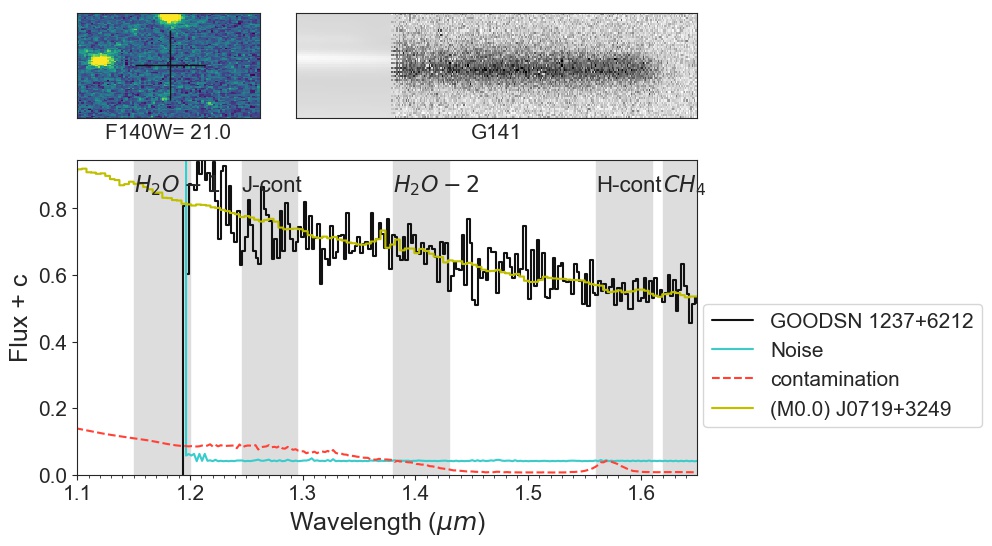 F140W= 21.0
G141
H₂O - 1
J-cont
H₂O - 2
H-cont
CH₄
0.8
0.6
0.4
0.2
0.0
Flux + c
1.1
1.2
1.3
1.4
1.5
1.6
Wavelength (μm)
GOODSN 1237+6212
Noise
contamination
(M0.0) J0719+3249